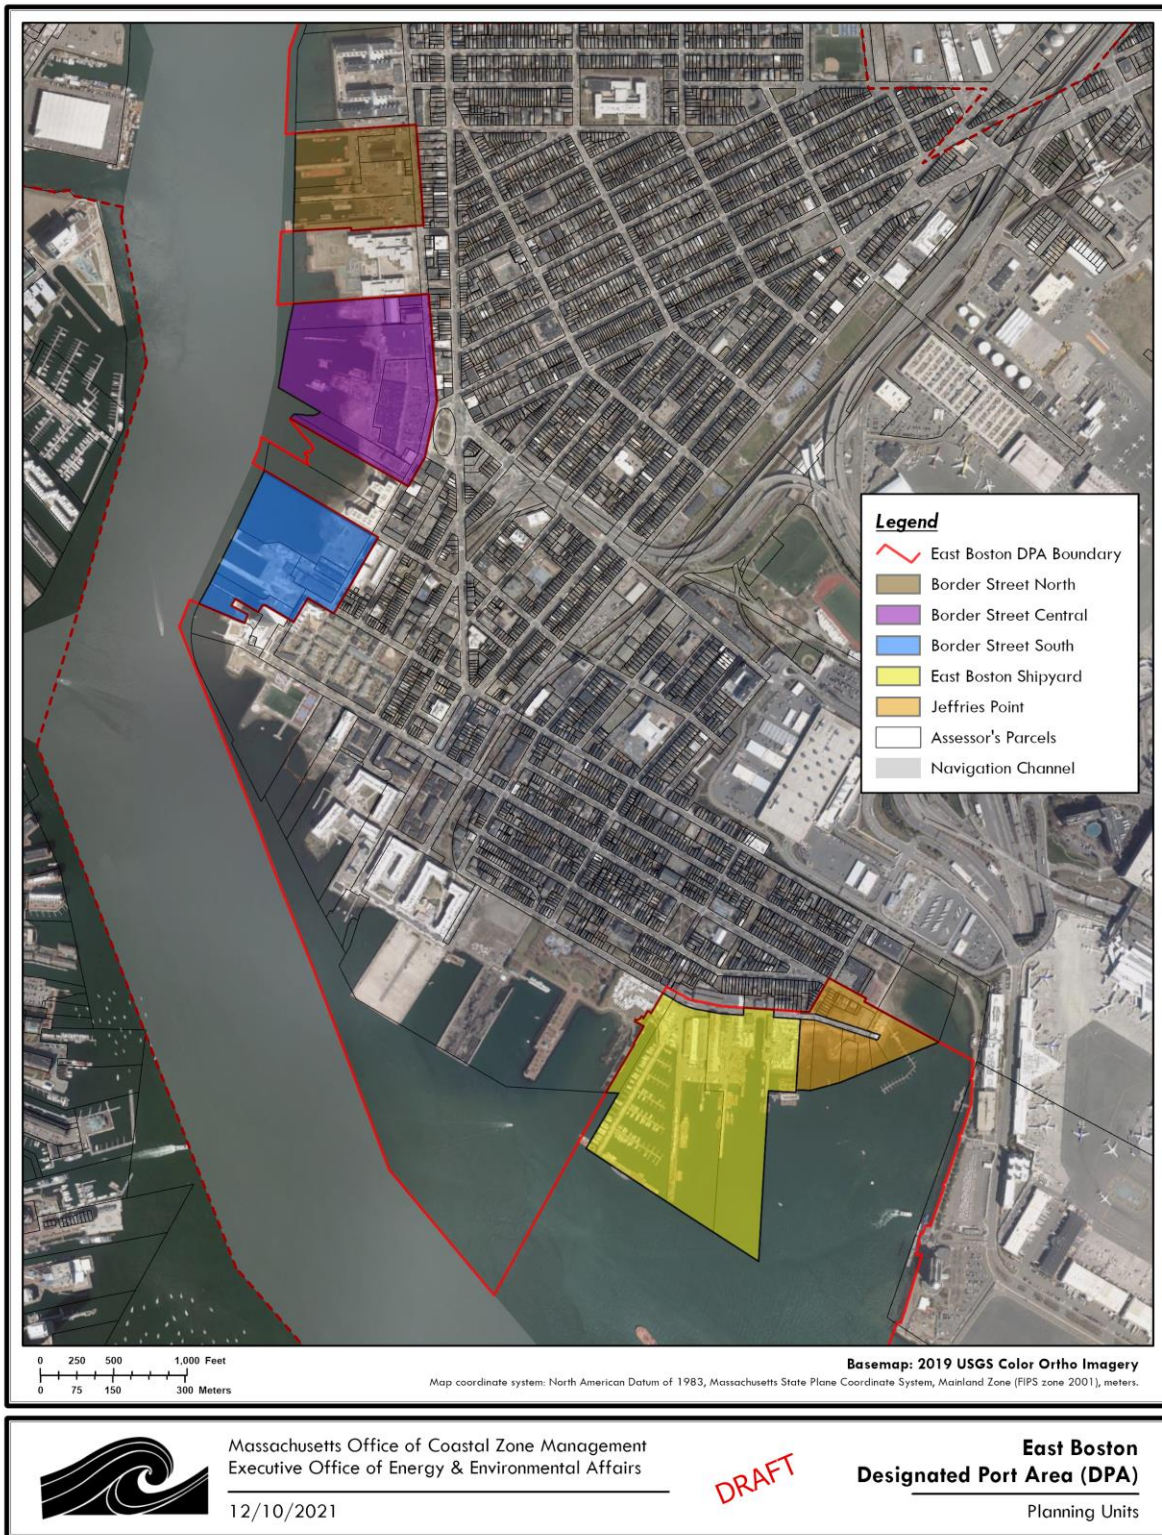 Legend
East Boston DPA Boundary
Border Street North
Border Street Central
Border Street South
East Boston Shipyard
Jeffries Point
Assessor's Parcels
Navigation Channel
0 250 500 1,000 Feet
0 75 150 300 Meters
Basemap: 2019 USGS Color Ortho Imagery
Map coordinate system: North American Datum of 1983, Massachusetts State Plane Coordinate System, Mainland Zone (FIPS zone 2001), meters.
Massachusetts Office of Coastal Zone Management
Executive Office of Energy & Environmental Affairs
12/10/2021
DRAFT
East Boston
Designated Port Area (DPA)
Planning Units